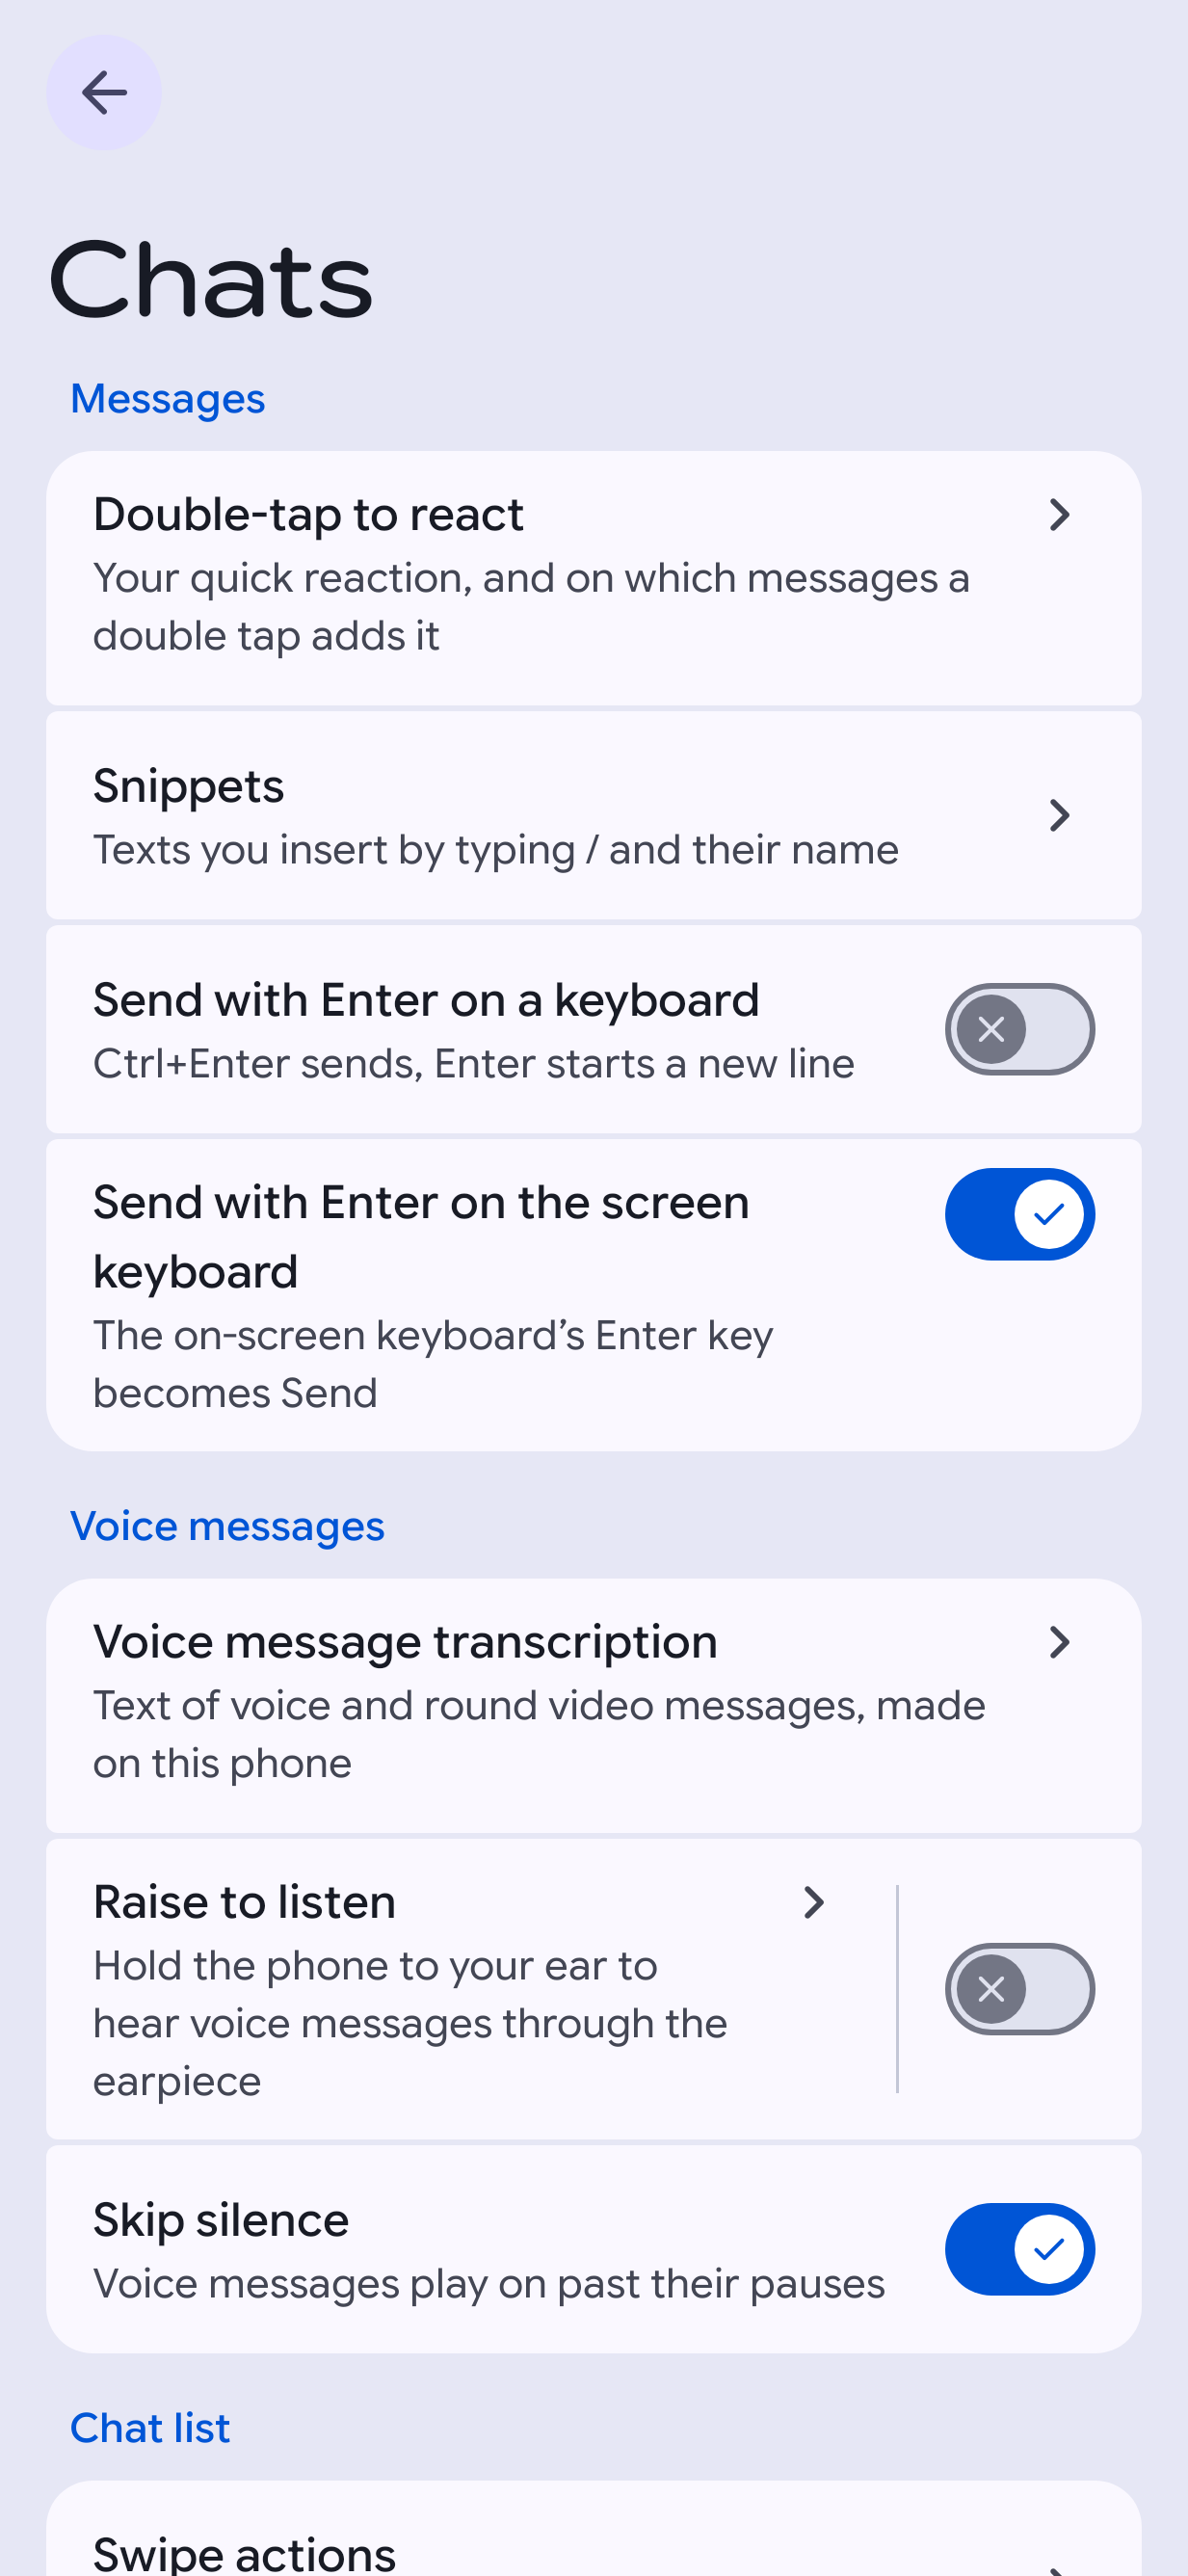 Chats
Messages
Double-tap to react
Your quick reaction, and on which messages a
double tap adds it
Snippets
Texts you insert by typing / and their name
Send with Enter on a keyboard
Ctrl+Enter sends, Enter starts a new line
Send with Enter on the screen
keyboard
The on-screen keyboard’s Enter key
becomes Send
Voice messages
Voice message transcription
Text of voice and round video messages, made
on this phone
Raise to listen
Hold the phone to your ear to
hear voice messages through the
earpiece
Skip silence
Voice messages play on past their pauses
Chat list
Swipe actions